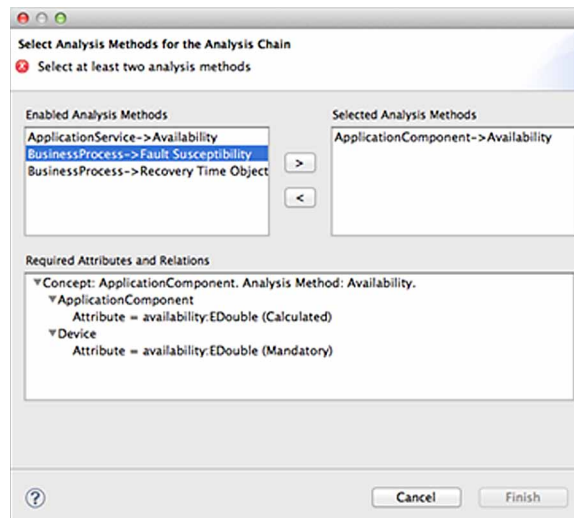 Select Analysis Methods for the Analysis Chain
Select at least two analysis methods
Enabled Analysis Methods
Selected Analysis Methods
ApplicationService->Availability
BusinessProcess->Fault Susceptibility
BusinessProcess->Recovery Time Object
>
<
ApplicationComponent->Availability
Required Attributes and Relations
Concept: ApplicationComponent. Analysis Method: Availability.
ApplicationComponent
Attribute = availability:EDouble (Calculated)
Device
Attribute = availability:EDouble (Mandatory)
?
Cancel
Finish